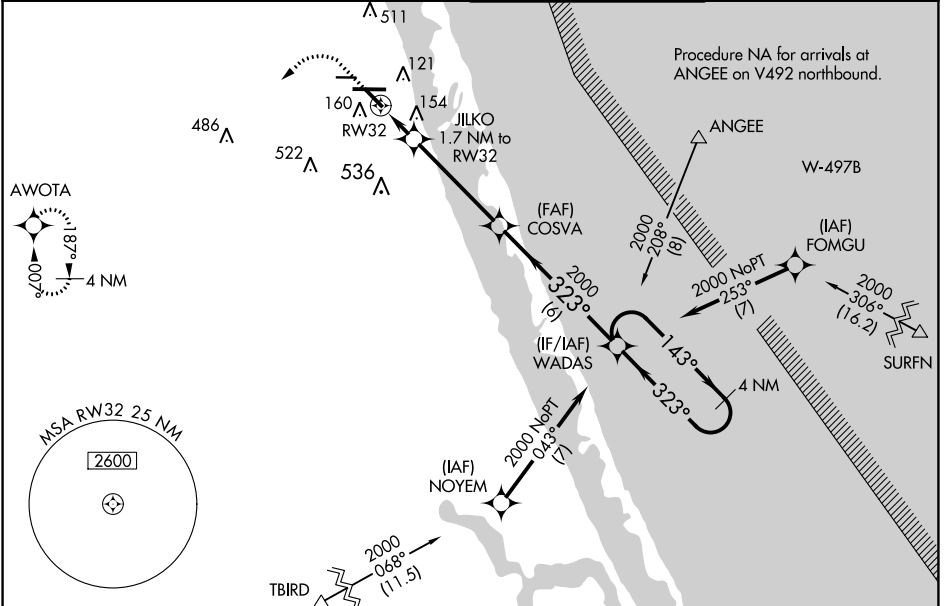 511
Procedure NA for arrivals at
ANGEE on V492 northbound.
121
160
154
RW32
JILKO
1.7 NM to
RW32
486
522
536
ANGEE
W-497B
AWOTA
187°
007°
4 NM
(FAF)
COSVA
2000
208°
(8)
(IAF)
FOMGU
2000 NoPT
253°
(7)
2000
306°
(16.2)
SURFN
2000
323°
(6)
(IF/IAF)
WADAS
143°
323°
4 NM
MSA RW32 25 NM
2600
2000 NoPT
043°
(7)
(IAF)
NOYEM
2000
068°
(11.5)
TBIRD